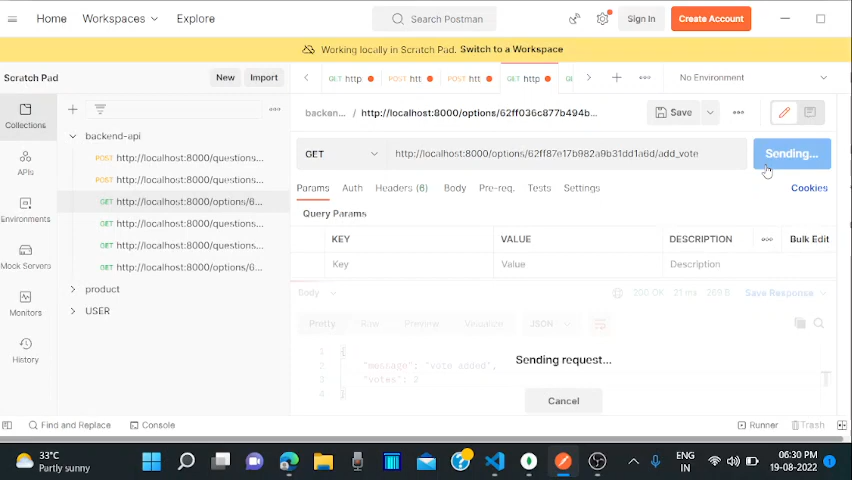 Home Workspaces Explore Search Postman Sign In Create Account
Working locally in Scratch Pad. Switch to a Workspace
Scratch Pad New Import GET http POST htt POST htt GET http No Environment
Collections
APIs
Environments
Mock Servers
Monitors
History
backend-api
POST http://localhost:8000/questions...
POST http://localhost:8000/questions...
GET http://localhost:8000/options/6...
GET http://localhost:8000/questions...
GET http://localhost:8000/questions...
GET http://localhost:8000/options/6...
product
USER
backen... / http://localhost:8000/options/62ff036c877b494b... Save
GET http://localhost:8000/options/62ff87e17b982a9b31dd1a6d/add_vote Sending...
Params Auth Headers (6) Body Pre-req. Tests Settings Cookies
Query Params
KEY VALUE DESCRIPTION Bulk Edit
Key Value Description
Body 200 OK 21 ms 269 B Save Response
Pretty Raw Preview Visualize JSON
1 {
2 "message": "vote added",
3 "votes": 2
4 }
Sending request...
Cancel
Find and Replace Console Runner Trash
33°C
Partly sunny
ENG
IN
06:30 PM
19-08-2022